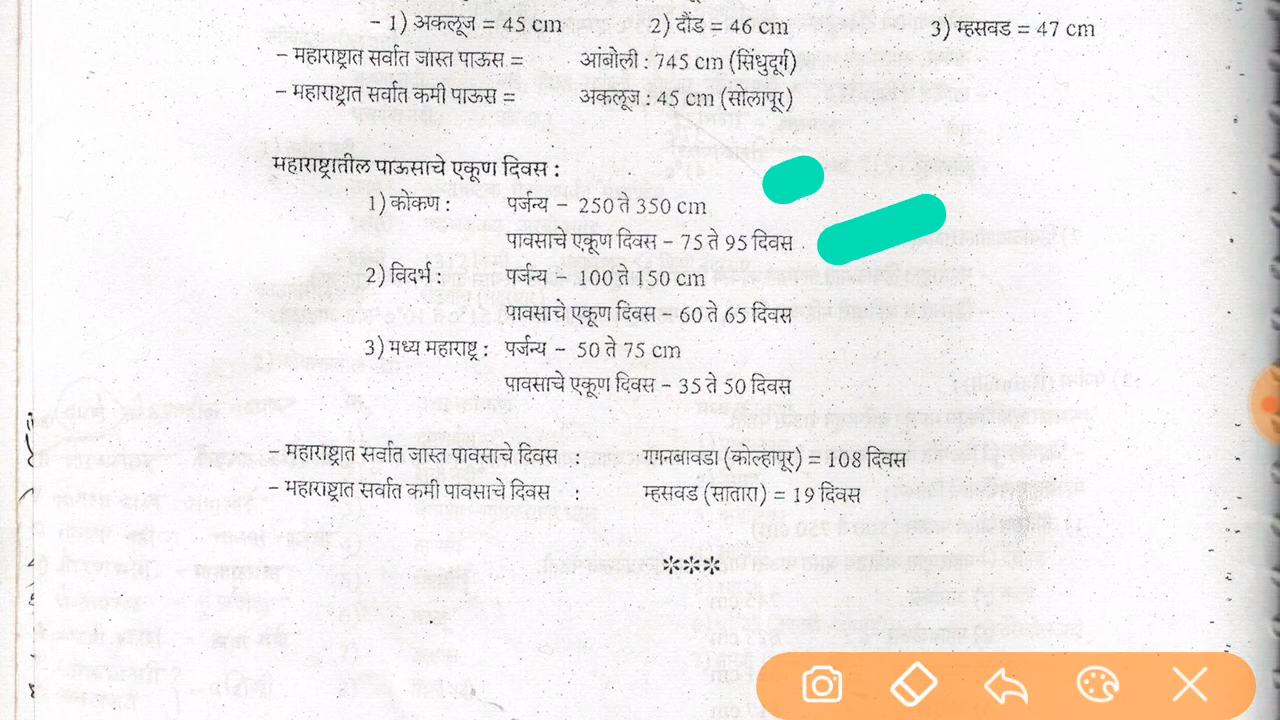 - 1) अकलूज = 45 cm 2) दौंड = 46 cm 3) म्हसवड = 47 cm
- महाराष्ट्रात सर्वात जास्त पाऊस = आंबोली : 745 cm (सिंधुदूर्ग)
- महाराष्ट्रात सर्वात कमी पाऊस = अकलूज : 45 cm (सोलापूर)
महाराष्ट्रातील पाऊसाचे एकूण दिवस :
1) कोंकण : पर्जन्य - 250 ते 350 cm
पावसाचे एकूण दिवस - 75 ते 95 दिवस
2) विदर्भ : पर्जन्य - 100 ते 150 cm
पावसाचे एकूण दिवस - 60 ते 65 दिवस
3) मध्य महाराष्ट्र : पर्जन्य - 50 ते 75 cm
पावसाचे एकूण दिवस - 35 ते 50 दिवस
- महाराष्ट्रात सर्वात जास्त पावसाचे दिवस : गगनबावडा (कोल्हापूर) = 108 दिवस
- महाराष्ट्रात सर्वात कमी पावसाचे दिवस : म्हसवड (सातारा) = 19 दिवस
***